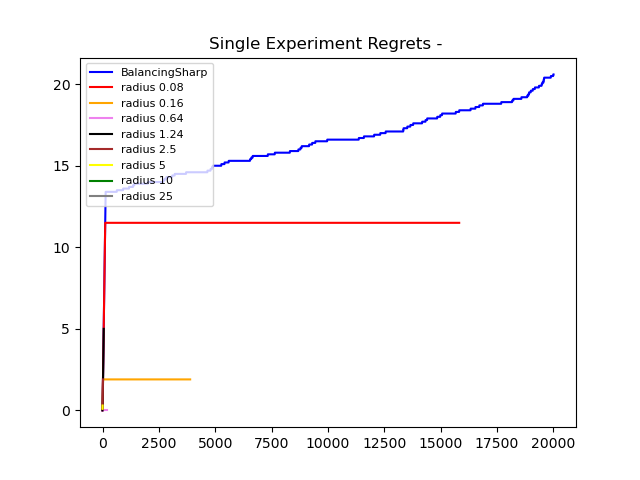 Single Experiment Regrets -
BalancingSharp
radius 0.08
radius 0.16
radius 0.64
radius 1.24
radius 2.5
radius 5
radius 10
radius 25
20
15
10
5
0
0 2500 5000 7500 10000 12500 15000 17500 20000